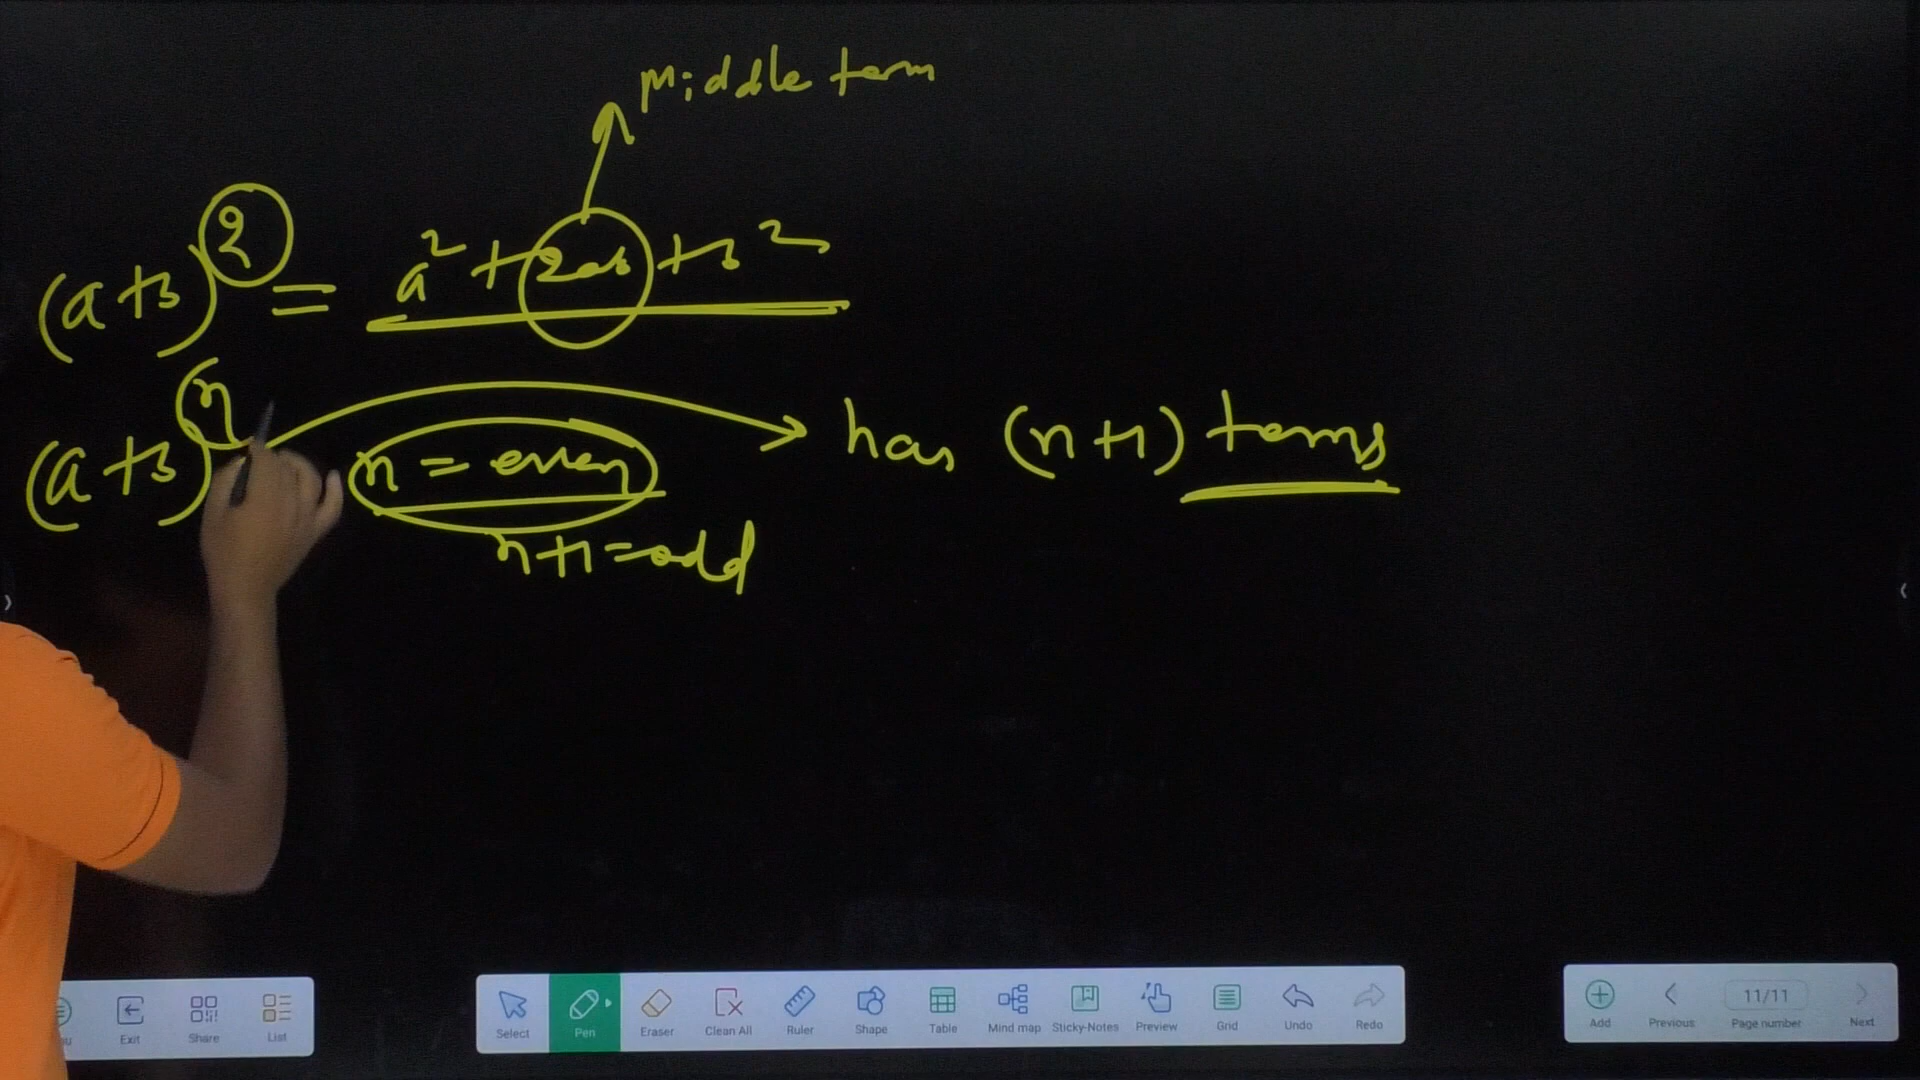 Middle term
(a+b)² = a² + 2ab + b²
(a+b)ⁿ n = even has (n+1) terms
n+1=odd
Exit Share List
Select Pen Eraser Clean All Ruler Shape Table Mind map Sticky-Notes Preview Grid Undo Redo
Add Previous 11/11 Page number Next